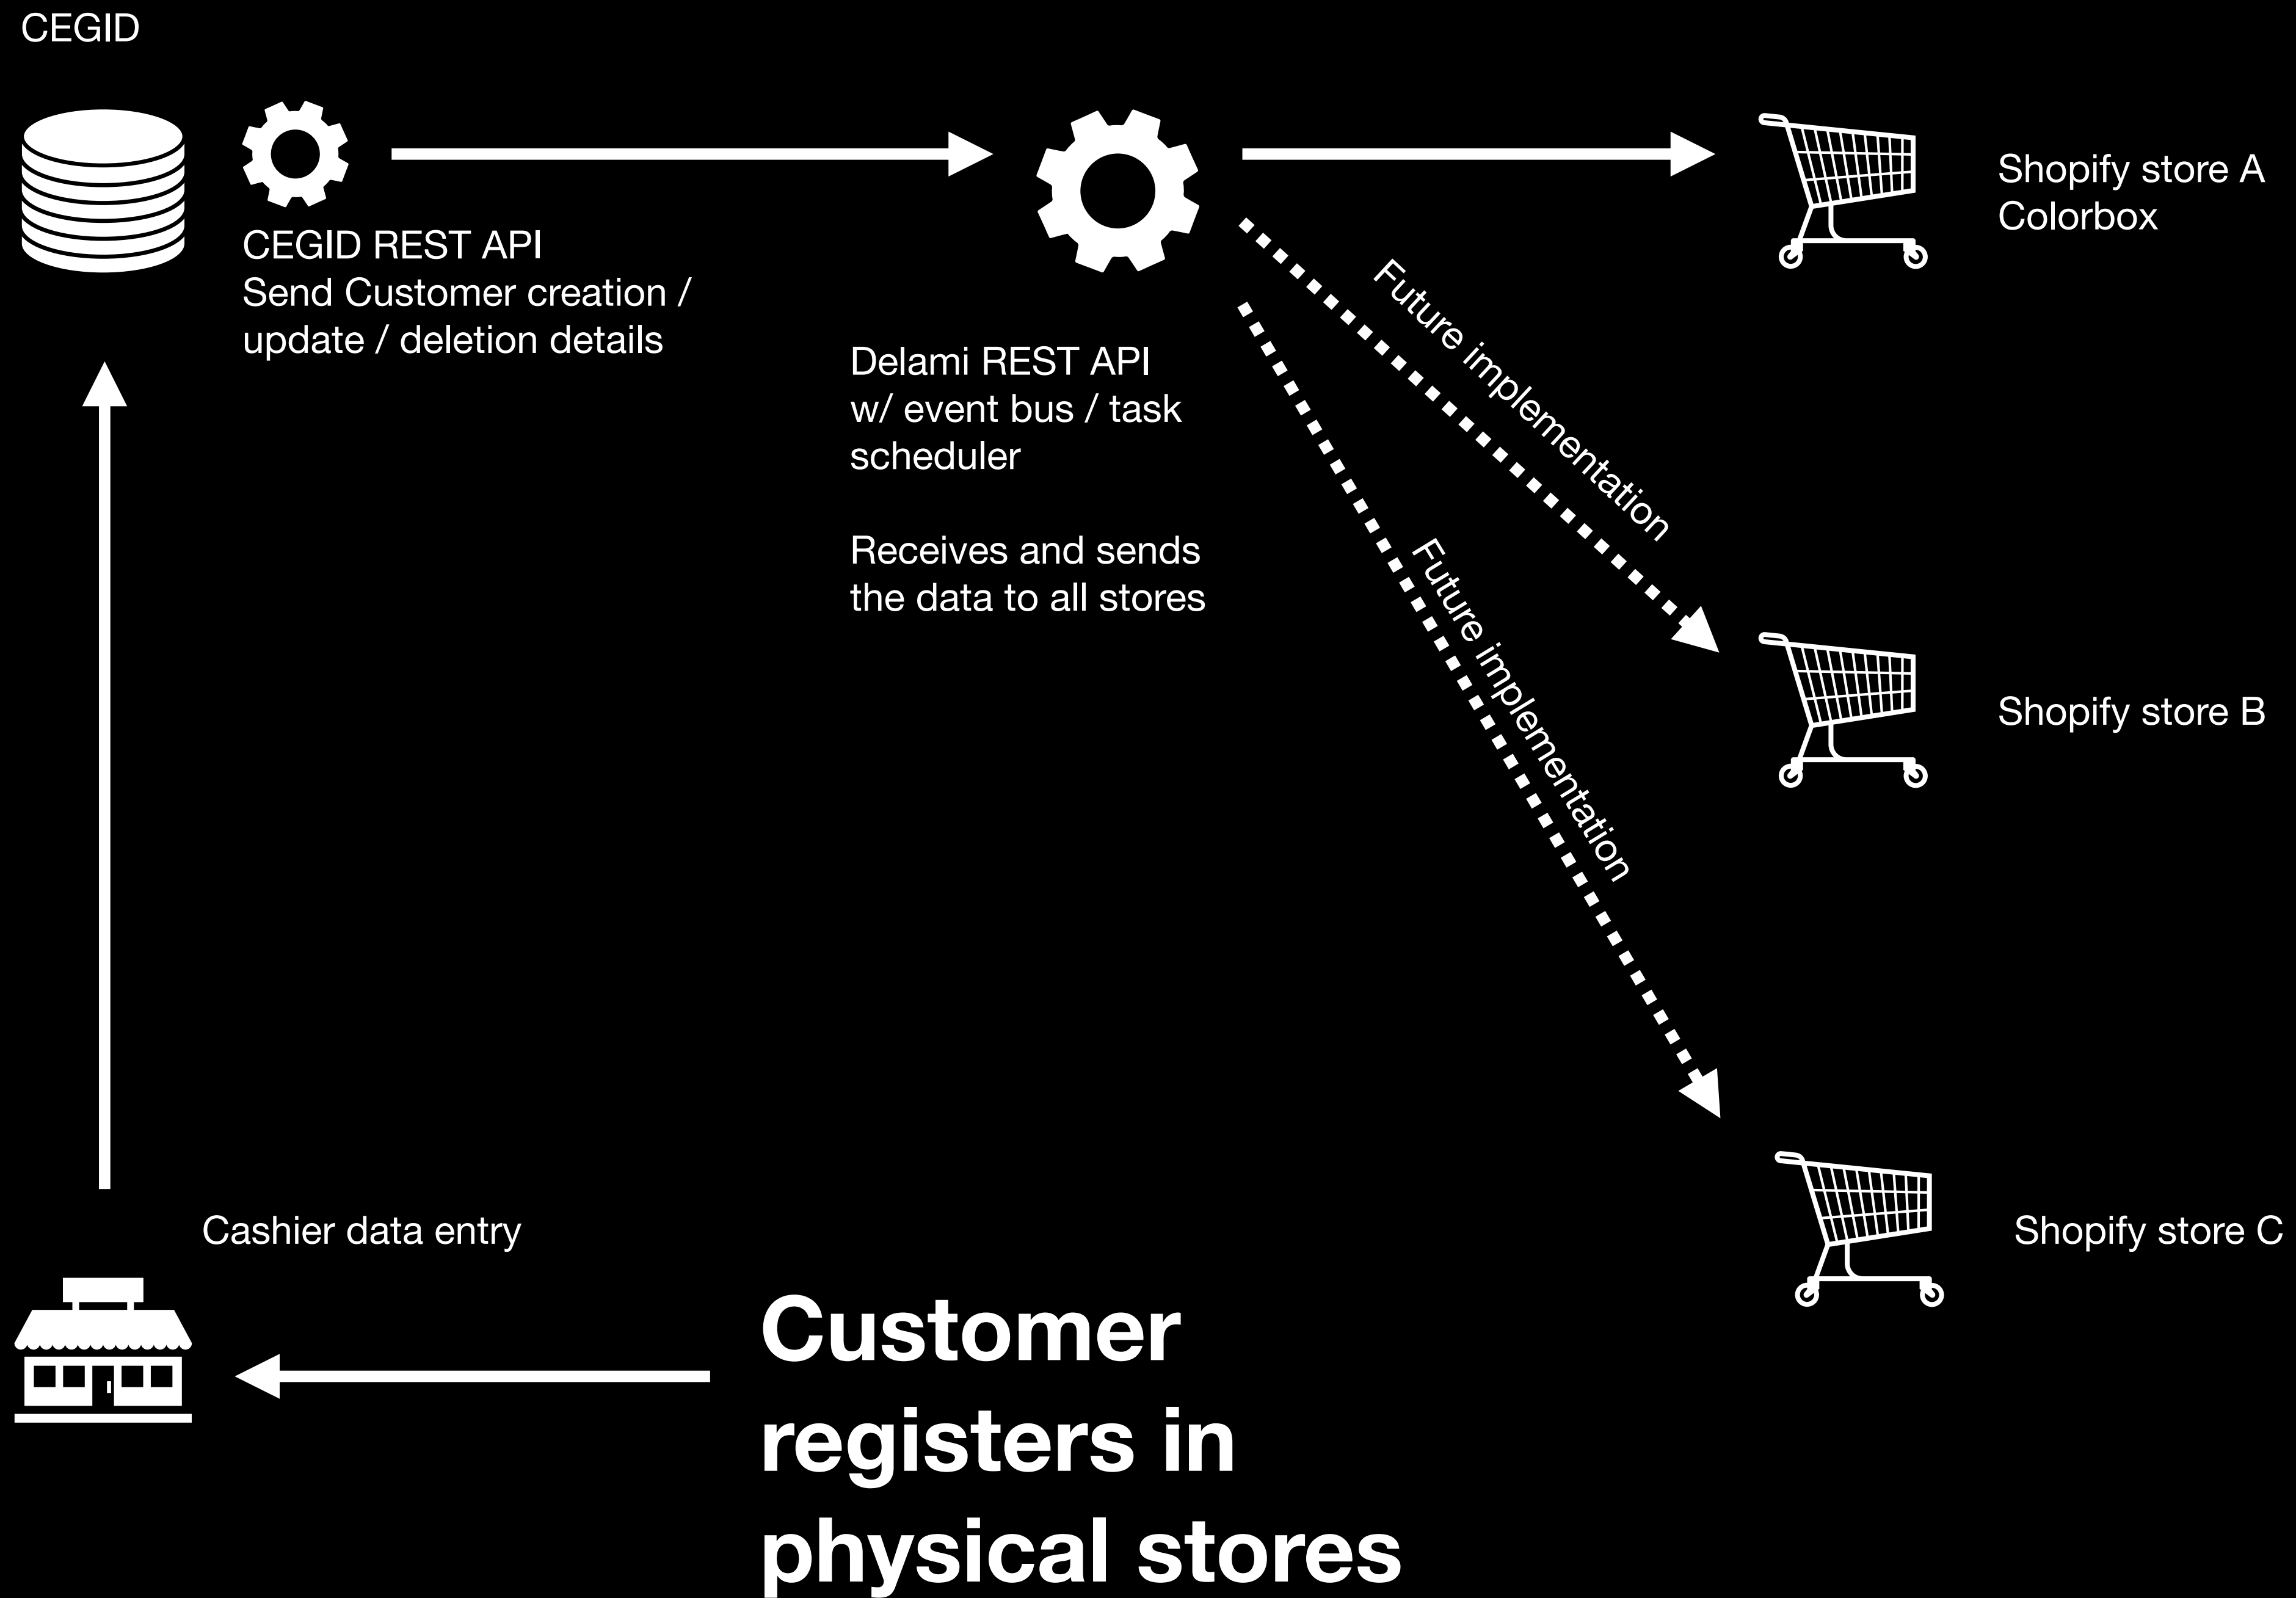 CEGID
CEGID REST API
Send Customer creation /
update / deletion details
Delami REST API
w/ event bus / task
scheduler
Receives and sends
the data to all stores
Future implementation
Future implementation
Shopify store A
Colorbox
Shopify store B
Shopify store C
Cashier data entry
Customer
registers in
physical stores